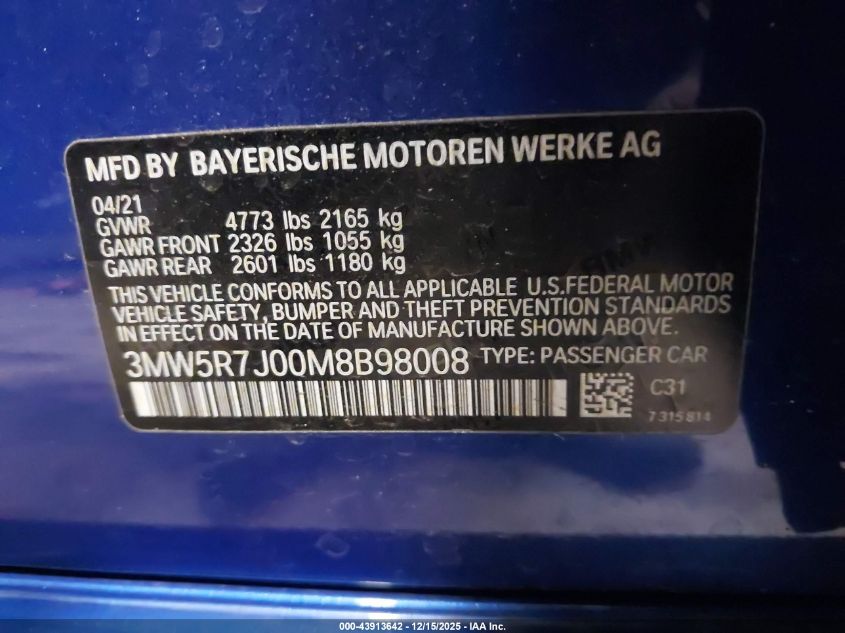 MFD BY BAYERISCHE MOTOREN WERKE AG
04/21
GVWR 4773 lbs 2165 kg
GAWR FRONT 2326 lbs 1055 kg
GAWR REAR 2601 lbs 1180 kg
THIS VEHICLE CONFORMS TO ALL APPLICABLE U.S.FEDERAL MOTOR
VEHICLE SAFETY, BUMPER AND THEFT PREVENTION STANDARDS
IN EFFECT ON THE DATE OF MANUFACTURE SHOWN ABOVE.
3MW5R7J00M8B98008 TYPE: PASSENGER CAR
C31
7315814
000-43913642 - 12/15/2025 - IAA Inc.